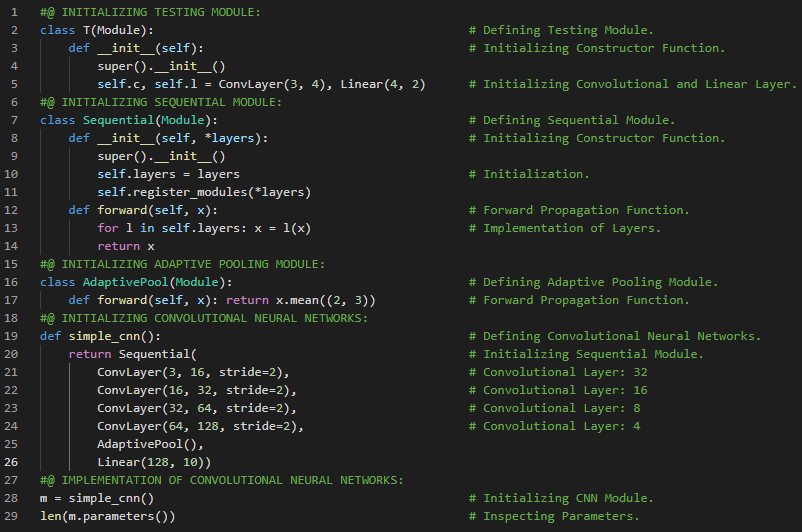 1 #@ INITIALIZING TESTING MODULE:
2 class T(Module): # Defining Testing Module.
3 def __init__(self): # Initializing Constructor Function.
4 super().__init__()
5 self.c, self.l = ConvLayer(3, 4), Linear(4, 2) # Initializing Convolutional and Linear Layer.
6 #@ INITIALIZING SEQUENTIAL MODULE:
7 class Sequential(Module): # Defining Sequential Module.
8 def __init__(self, *layers): # Initializing Constructor Function.
9 super().__init__()
10 self.layers = layers # Initialization.
11 self.register_modules(*layers)
12 def forward(self, x): # Forward Propagation Function.
13 for l in self.layers: x = l(x) # Implementation of Layers.
14 return x
15 #@ INITIALIZING ADAPTIVE POOLING MODULE:
16 class AdaptivePool(Module): # Defining Adaptive Pooling Module.
17 def forward(self, x): return x.mean((2, 3)) # Forward Propagation Function.
18 #@ INITIALIZING CONVOLUTIONAL NEURAL NETWORKS:
19 def simple_cnn(): # Defining Convolutional Neural Networks.
20 return Sequential( # Initializing Sequential Module.
21 ConvLayer(3, 16, stride=2), # Convolutional Layer: 32
22 ConvLayer(16, 32, stride=2), # Convolutional Layer: 16
23 ConvLayer(32, 64, stride=2), # Convolutional Layer: 8
24 ConvLayer(64, 128, stride=2), # Convolutional Layer: 4
25 AdaptivePool(),
26 Linear(128, 10))
27 #@ IMPLEMENTATION OF CONVOLUTIONAL NEURAL NETWORKS:
28 m = simple_cnn() # Initializing CNN Module.
29 len(m.parameters()) # Inspecting Parameters.